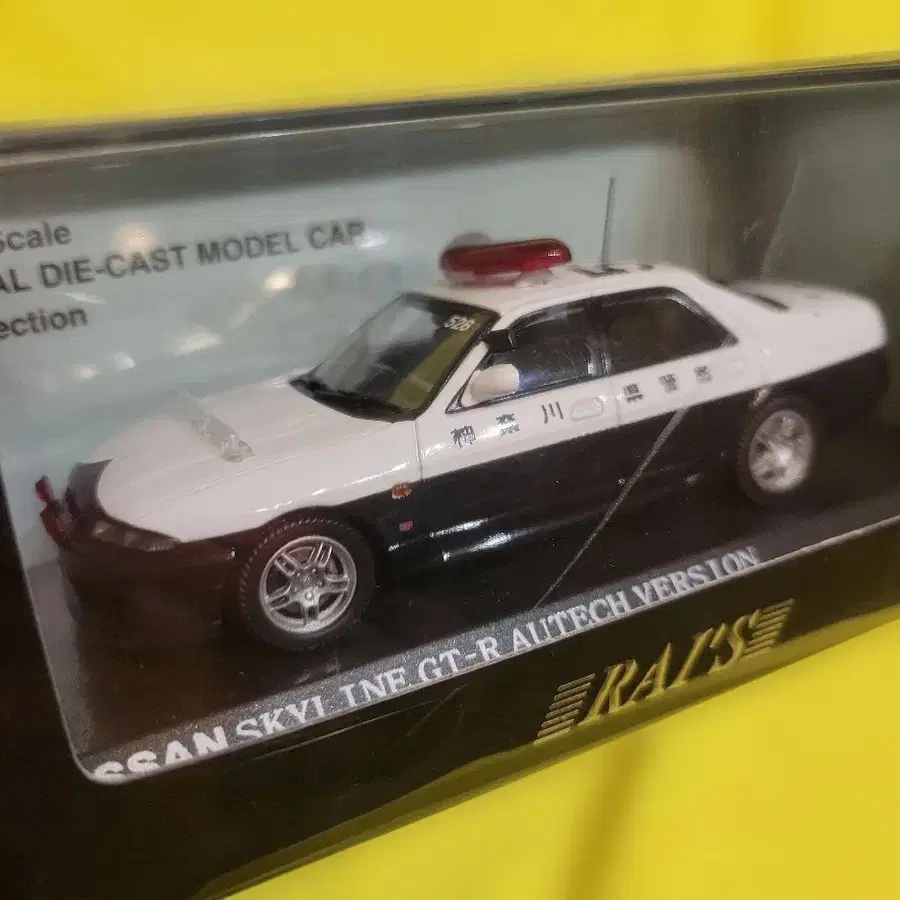 Scale
AL DIE-CAST MODEL CAR
ection
526
神奈川県警察
SSAN SKYLINE GT-R AUTECH VERSION
RAI'S